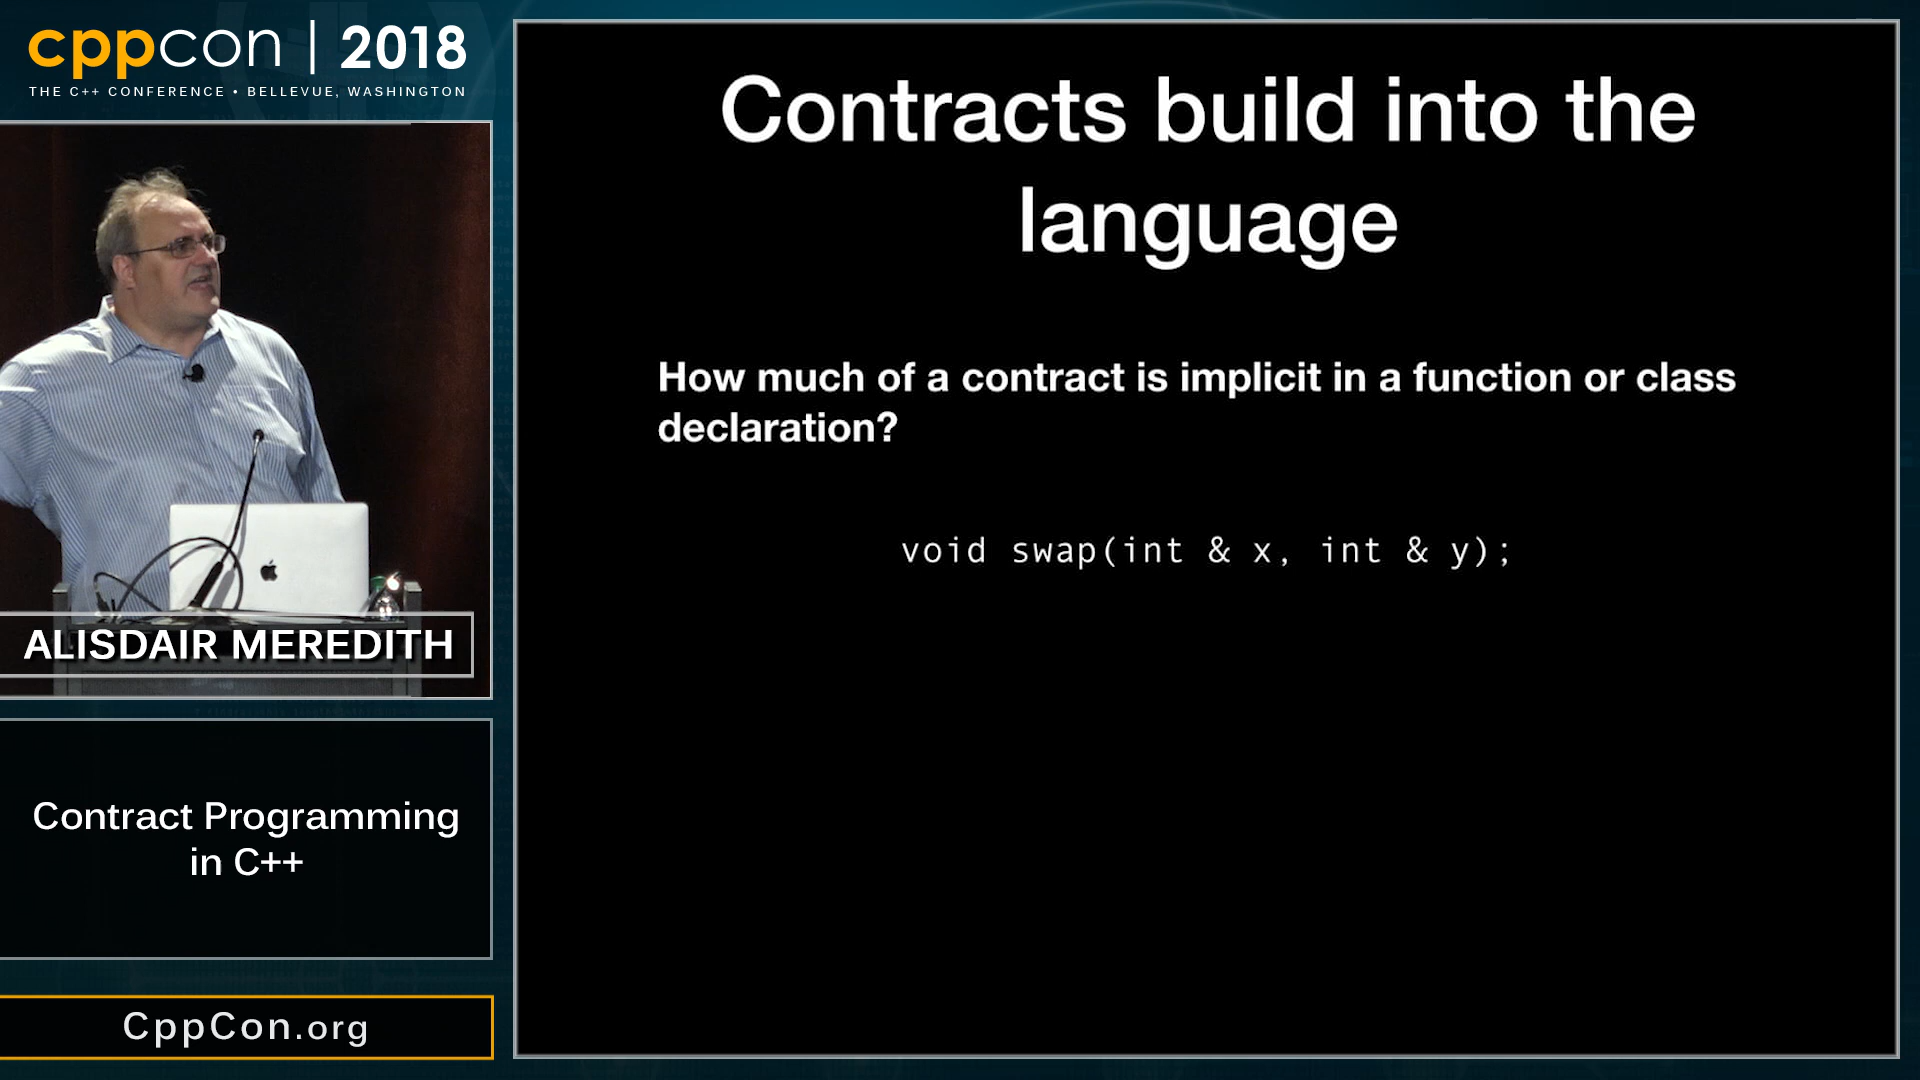 cppcon | 2018
THE C++ CONFERENCE • BELLEVUE, WASHINGTON
ALISDAIR MEREDITH
Contract Programming
in C++
CppCon.org
Contracts build into the
language
How much of a contract is implicit in a function or class
declaration?
void swap(int & x, int & y);